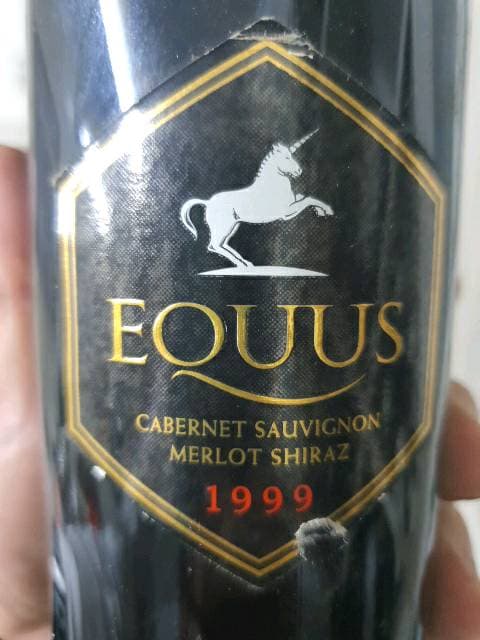 EQUUS
CABERNET SAUVIGNON
MERLOT SHIRAZ
1999